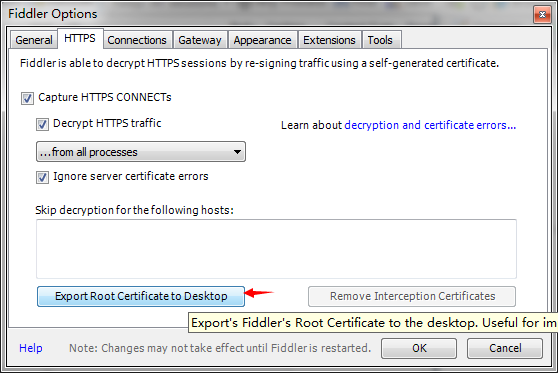 Fiddler Options
General HTTPS Connections Gateway Appearance Extensions Tools
Fiddler is able to decrypt HTTPS sessions by re-signing traffic using a self-generated certificate.
Capture HTTPS CONNECTs
Decrypt HTTPS traffic Learn about decryption and certificate errors...
...from all processes
Ignore server certificate errors
Skip decryption for the following hosts:
Export Root Certificate to Desktop Remove Interception Certificates
Export's Fiddler's Root Certificate to the desktop. Useful for im
Help Note: Changes may not take effect until Fiddler is restarted. OK Cancel